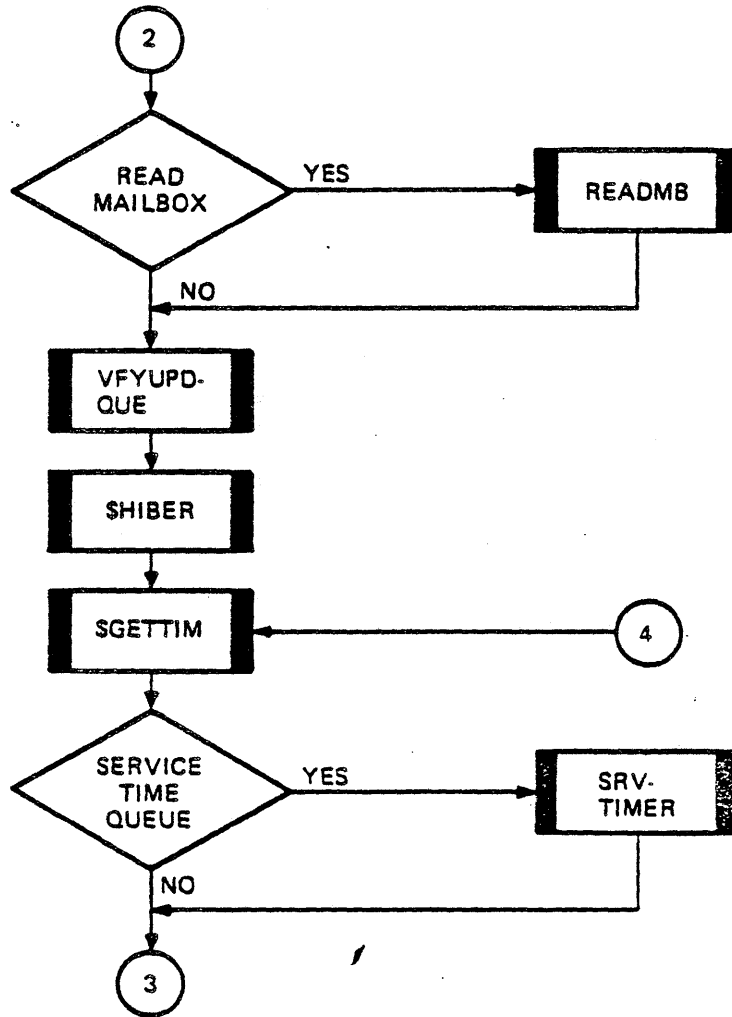 2
READ
MAILBOX
YES
READMB
NO
VFYUPD-
QUE
$HIBER
$GETTIM
4
SERVICE
TIME
QUEUE
YES
SRV-
TIMER
NO
3